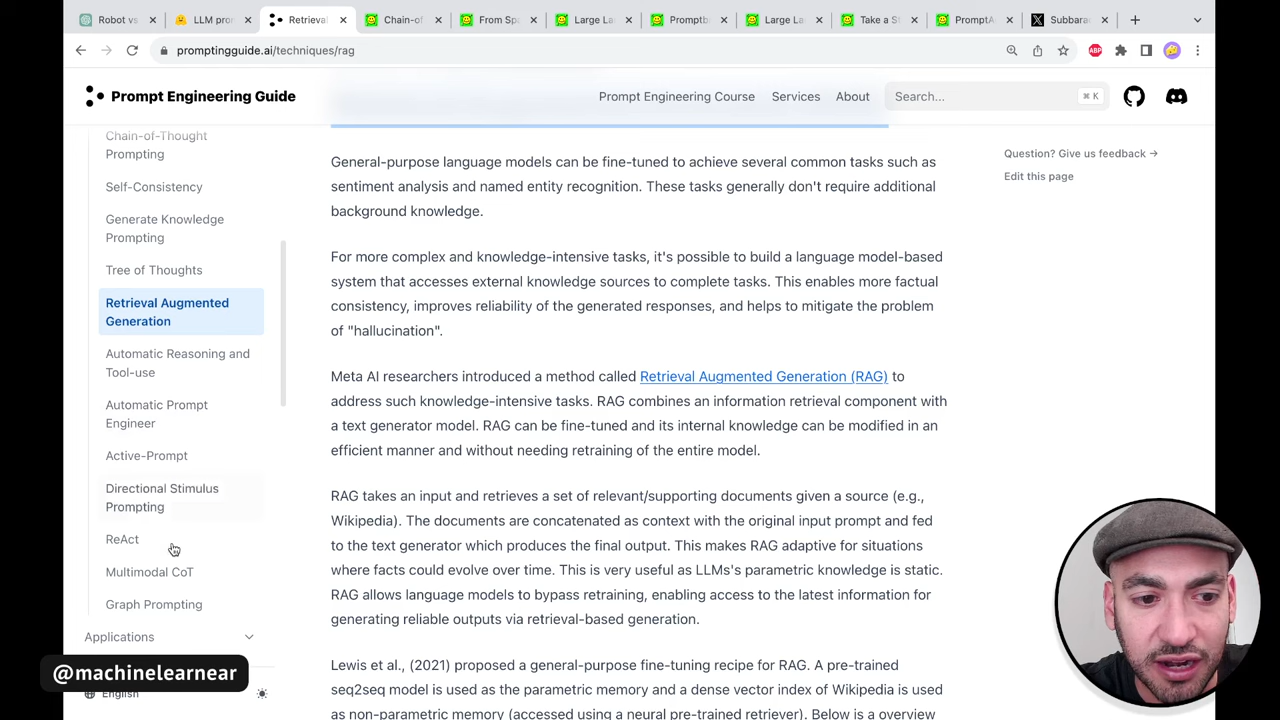 Robot vs
LLM pro
Retrieval
Chain-of
From Sp
Large La
Promptb
Large La
Take a S
PromptA
Subbara
promptingguide.ai/techniques/rag
ABP
Prompt Engineering Guide
Prompt Engineering Course
Services
About
Search...
⌘ K
Chain-of-Thought
Prompting
Self-Consistency
Generate Knowledge
Prompting
Tree of Thoughts
Retrieval Augmented
Generation
Automatic Reasoning and
Tool-use
Automatic Prompt
Engineer
Active-Prompt
Directional Stimulus
Prompting
ReAct
Multimodal CoT
Graph Prompting
Applications
English
@machinelearnear
General-purpose language models can be fine-tuned to achieve several common tasks such as
sentiment analysis and named entity recognition. These tasks generally don't require additional
background knowledge.
For more complex and knowledge-intensive tasks, it's possible to build a language model-based
system that accesses external knowledge sources to complete tasks. This enables more factual
consistency, improves reliability of the generated responses, and helps to mitigate the problem
of "hallucination".
Meta AI researchers introduced a method called Retrieval Augmented Generation (RAG) to
address such knowledge-intensive tasks. RAG combines an information retrieval component with
a text generator model. RAG can be fine-tuned and its internal knowledge can be modified in an
efficient manner and without needing retraining of the entire model.
RAG takes an input and retrieves a set of relevant/supporting documents given a source (e.g.,
Wikipedia). The documents are concatenated as context with the original input prompt and fed
to the text generator which produces the final output. This makes RAG adaptive for situations
where facts could evolve over time. This is very useful as LLMs's parametric knowledge is static.
RAG allows language models to bypass retraining, enabling access to the latest information for
generating reliable outputs via retrieval-based generation.
Lewis et al., (2021) proposed a general-purpose fine-tuning recipe for RAG. A pre-trained
seq2seq model is used as the parametric memory and a dense vector index of Wikipedia is used
as non-parametric memory (accessed using a neural pre-trained retriever). Below is a overview
Question? Give us feedback →
Edit this page